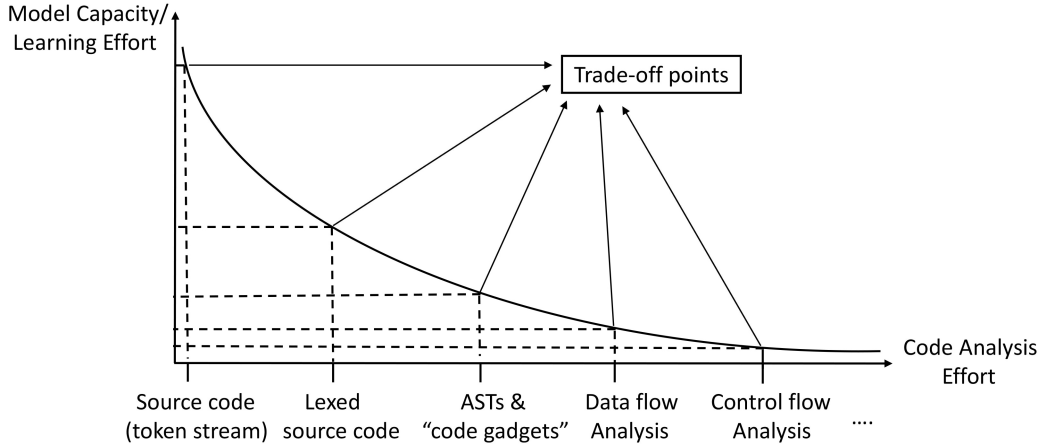 Model Capacity/
Learning Effort
Trade-off points
Code Analysis
Effort
Source code
(token stream)
Lexed
source code
ASTs &
“code gadgets”
Data flow
Analysis
Control flow
Analysis
....